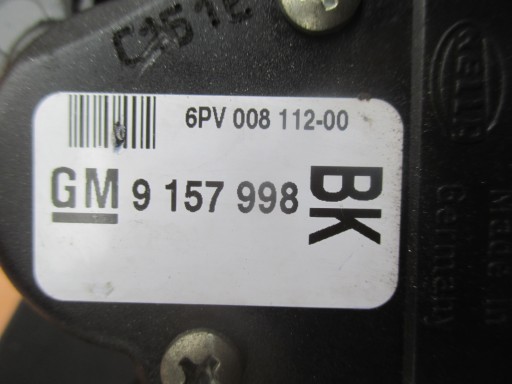 6PV 008 112-00
GM 9 157 998
BK
HELLA
Made in
Germany